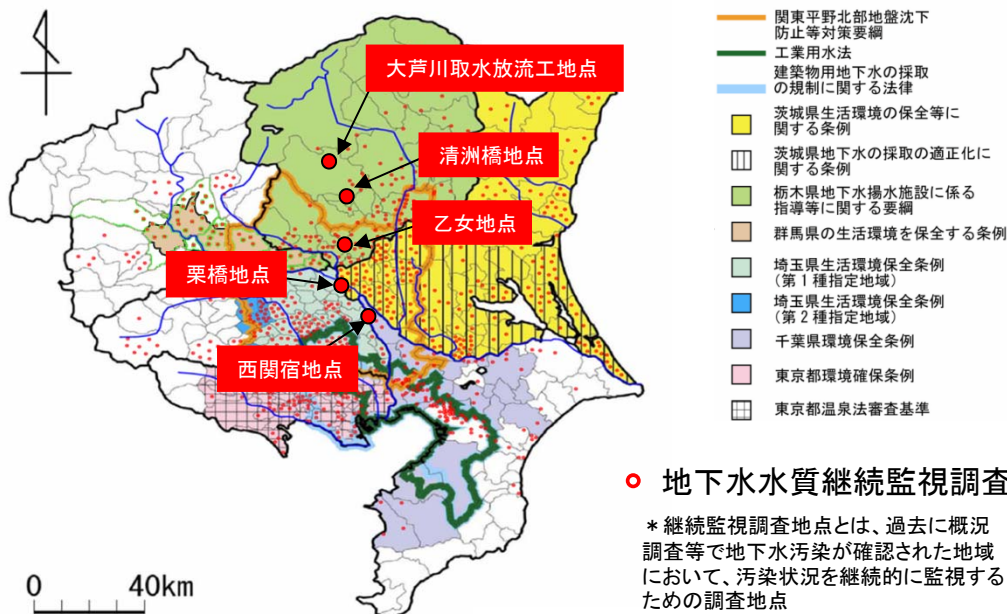 大芦川取水放流工地点
清洲橋地点
乙女地点
栗橋地点
西関宿地点
0 40km
関東平野北部地盤沈下
防止等対策要綱
工業用水法
建築物用地下水の採取
の規制に関する法律
茨城県生活環境の保全等に
関する条例
茨城県地下水の採取の適正化に
関する条例
栃木県地下水揚水施設に係る
指導等に関する要綱
群馬県の生活環境を保全する条例
埼玉県生活環境保全条例
(第1種指定地域)
埼玉県生活環境保全条例
(第2種指定地域)
千葉県環境保全条例
東京都環境確保条例
東京都温泉法審査基準
地下水水質継続監視調査
*継続監視調査地点とは、過去に概況
調査等で地下水汚染が確認された地域
において、汚染状況を継続的に監視する
ための調査地点